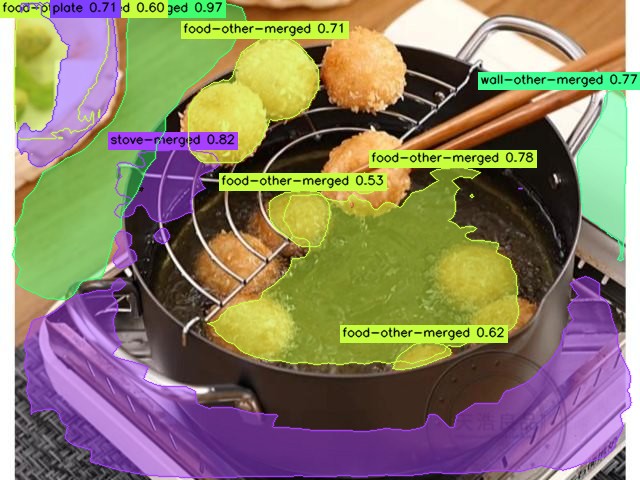 food-o plate 0.71 d 0.60 ged 0.97
food-other-merged 0.71
wall-other-merged 0.77
stove-merged 0.82
food-other-merged 0.78
food-other-merged 0.53
food-other-merged 0.62